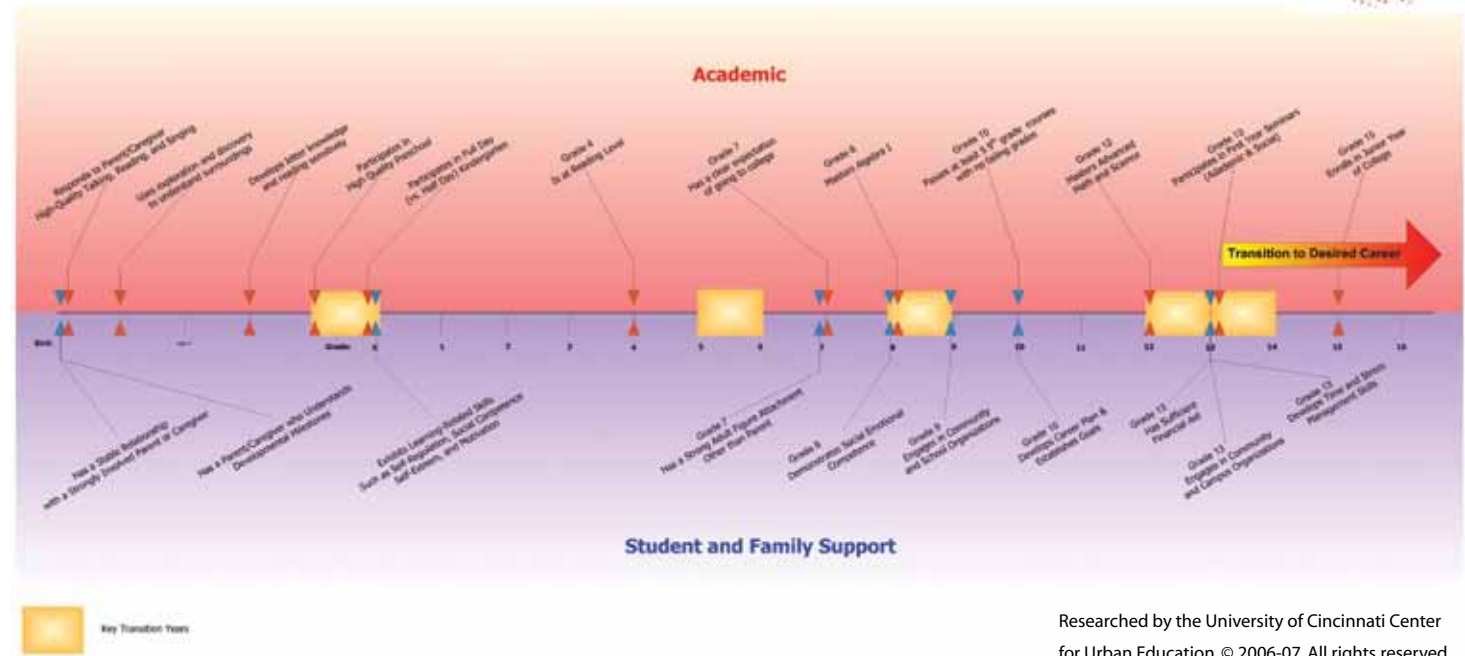 Academic
Responds to Parent/Caregiver
High-Quality Talking, Reading, and Singing
Uses exploration and discovery
to understand surroundings
Develops letter knowledge
and reading sensitivity
Participates in
High Quality Preschool
Participates in Full Day
(vs. Half Day) Kindergarten
Grade 4
Is at Reading Level
Grade 7
Has a clear expectation
of going to college
Masters Algebra I
Grade 10
Passes at least 4 9th grade courses
with no failing grades
Grade 12
Masters Advanced
Math and Science
Participates in First Year Seminars
(Academic & Social)
Grade 15
Enrolls in Junior Year
of College
Transition to Desired Career
Birth
Grade:
K
1
2
3
4
5
6
7
8
9
10
11
12
13
14
15
16
Has a Stable Relationship
with a Strongly Involved Parent or Caregiver
Has a Parent/Caregiver who Understands
Developmental Milestones
Exhibits Learning-Related Skills
Such as Self-Regulation, Social Competence
Self-Esteem, and Motivation
Grade 7
Has a Strong Adult Figure Attachment
Other than Parent
Grade 8
Demonstrates Social Emotional
Competence
Grade 9
Engages in Community
and School Organizations
Grade 10
Develops Career Plan &
Establishes Goals
Grade 13
Has Sufficient
Financial Aid
Grade 13
Engages in Community
and Campus Organizations
Grade 13
Develops Time and Stress
Management Skills
Student and Family Support
Key Transition Years
Researched by the University of Cincinnati Center
for Urban Education. © 2006-07. All rights reserved.